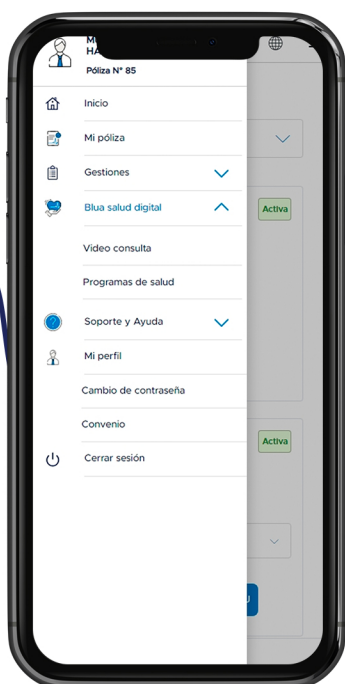 Póliza N° 85
Inicio
Mi póliza
Gestiones
Blua salud digital
Activa
Video consulta
Programas de salud
Soporte y Ayuda
Mi perfil
Cambio de contraseña
Convenio
Activa
Cerrar sesión